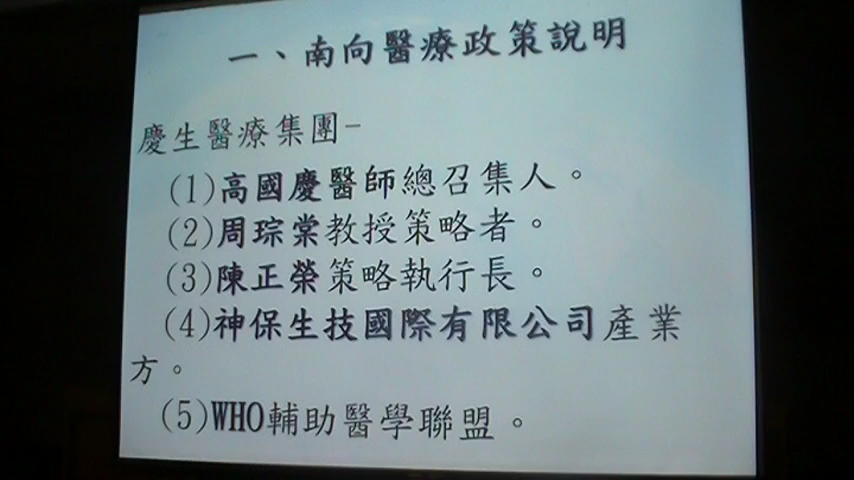 一、南向醫療政策說明
慶生醫療集團-
(1)高國慶醫師總召集人。
(2)周琮棠教授策略者。
(3)陳正榮策略執行長。
(4)神保生技國際有限公司產業
方。
(5)WHO輔助醫學聯盟。